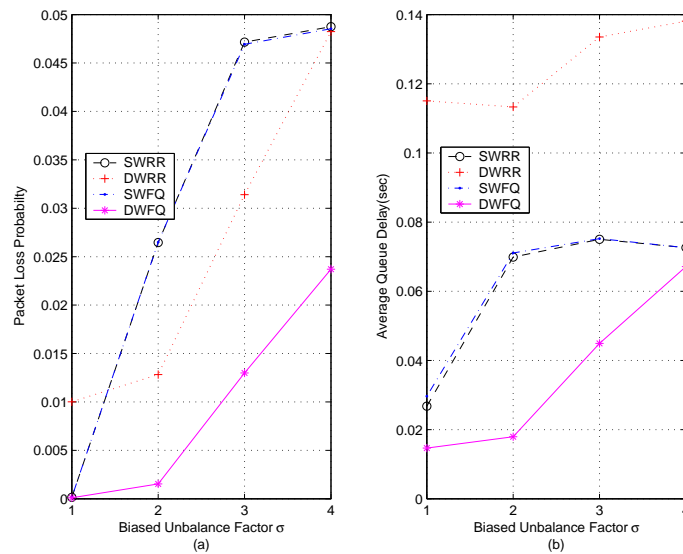 0.05
0.045
0.04
0.035
0.03
0.025
0.02
0.015
0.01
0.005
0
Packet Loss Probabilty
SWRR
DWRR
SWFQ
DWFQ
1 2 3 4
Biased Unbalance Factor σ
(a)
0.14
0.12
0.1
0.08
0.06
0.04
0.02
0
Average Queue Delay(sec)
SWRR
DWRR
SWFQ
DWFQ
1 2 3 4
Biased Unbalance Factor σ
(b)